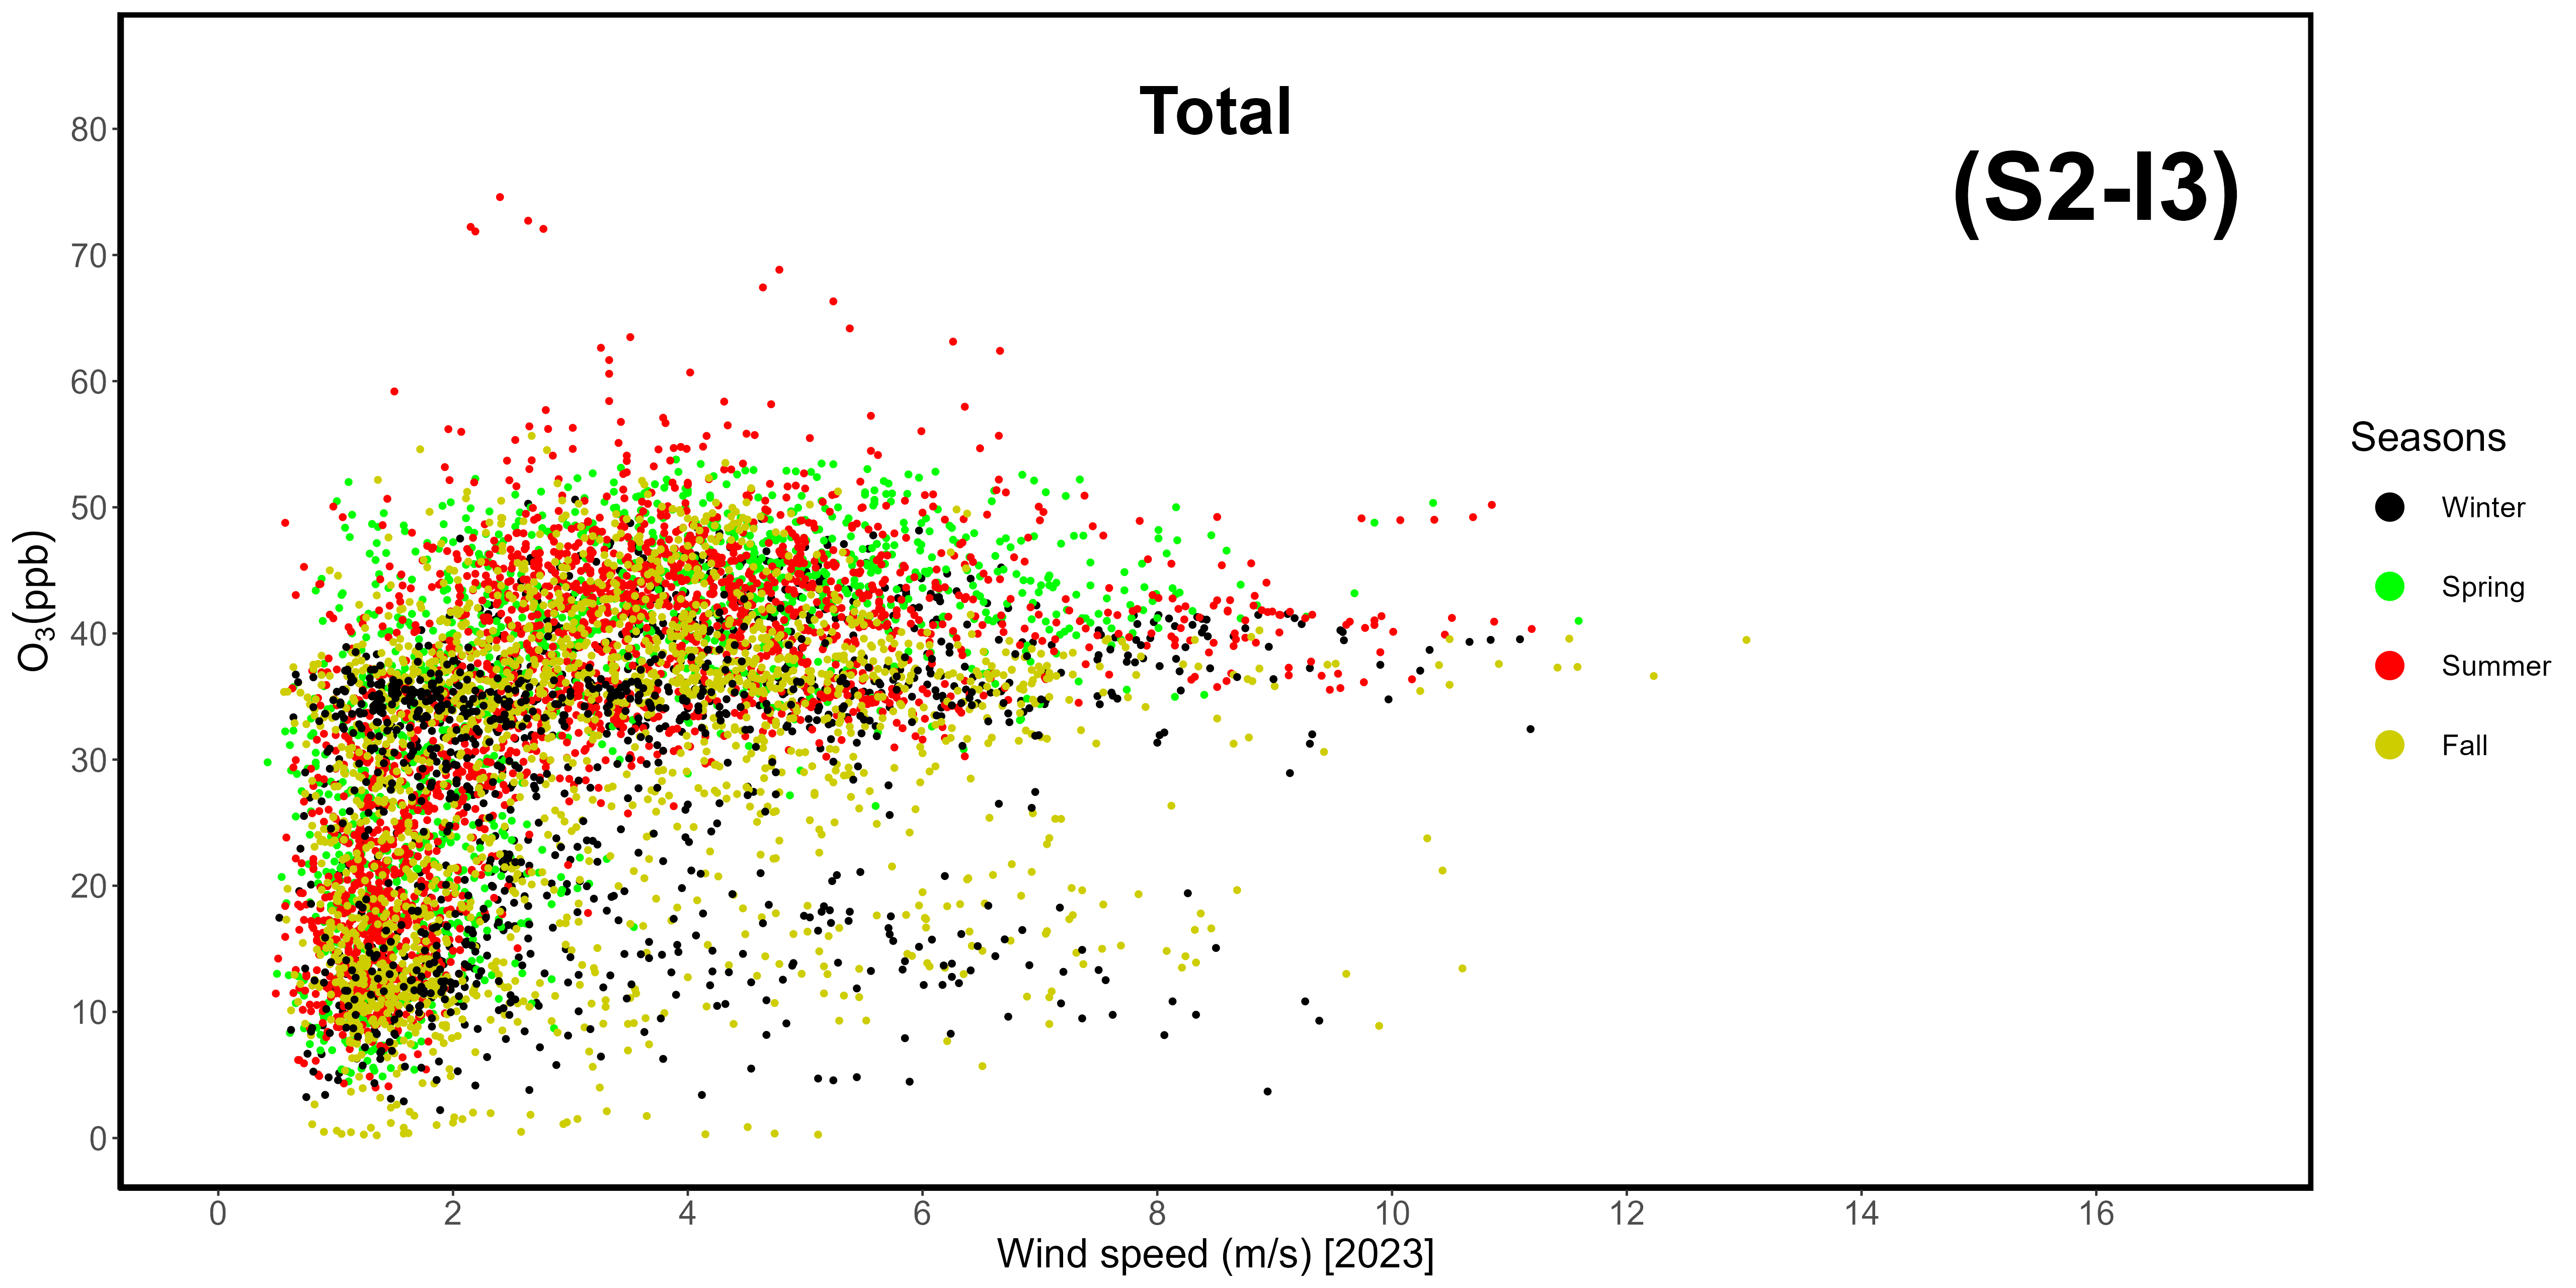 Total
(S2-I3)
80
70
60
50
40
30
20
10
0
O₃(ppb)
0 2 4 6 8 10 12 14 16
Wind speed (m/s) [2023]
Seasons
Winter
Spring
Summer
Fall